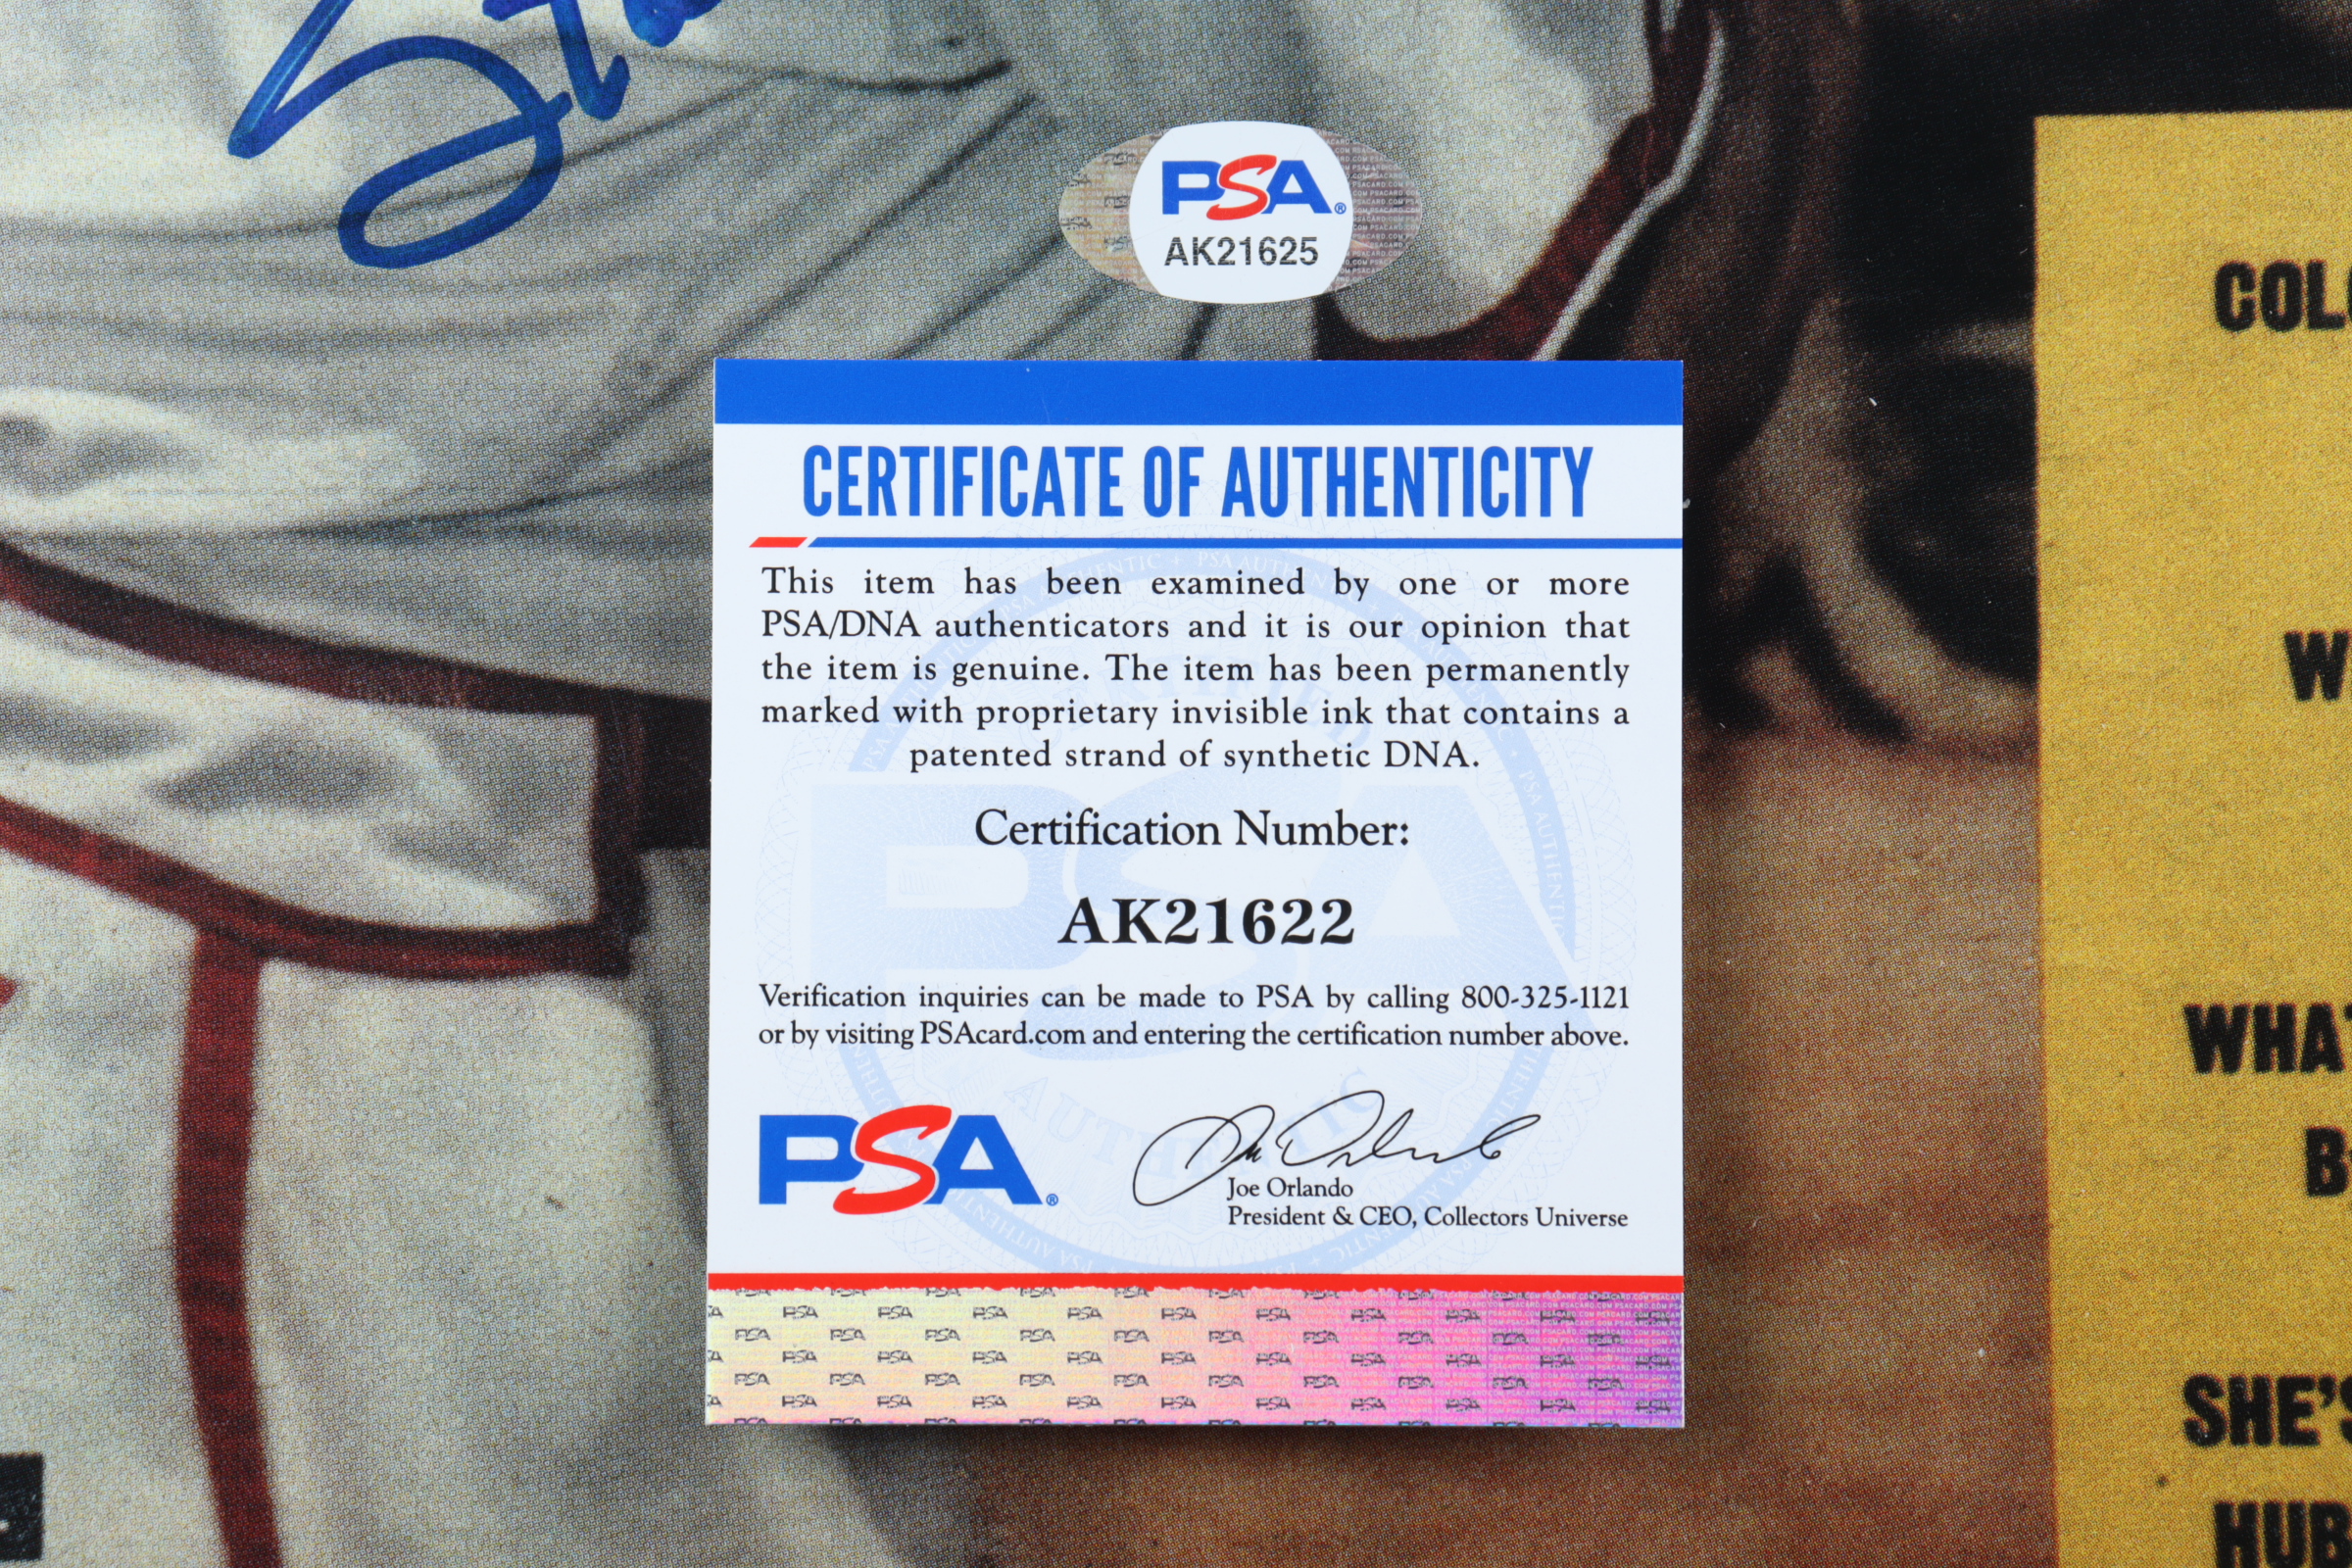 PSA®
AK21625
COL
CERTIFICATE OF AUTHENTICITY
This item has been examined by one or more
PSA/DNA authenticators and it is our opinion that
the item is genuine. The item has been permanently
marked with proprietary invisible ink that contains a
patented strand of synthetic DNA.
Certification Number:
AK21622
Verification inquiries can be made to PSA by calling 800-325-1121
or by visiting PSAcard.com and entering the certification number above.
PSA®
Joe Orlando
President & CEO, Collectors Universe
W
WHAT
B
SHE'S
HUB